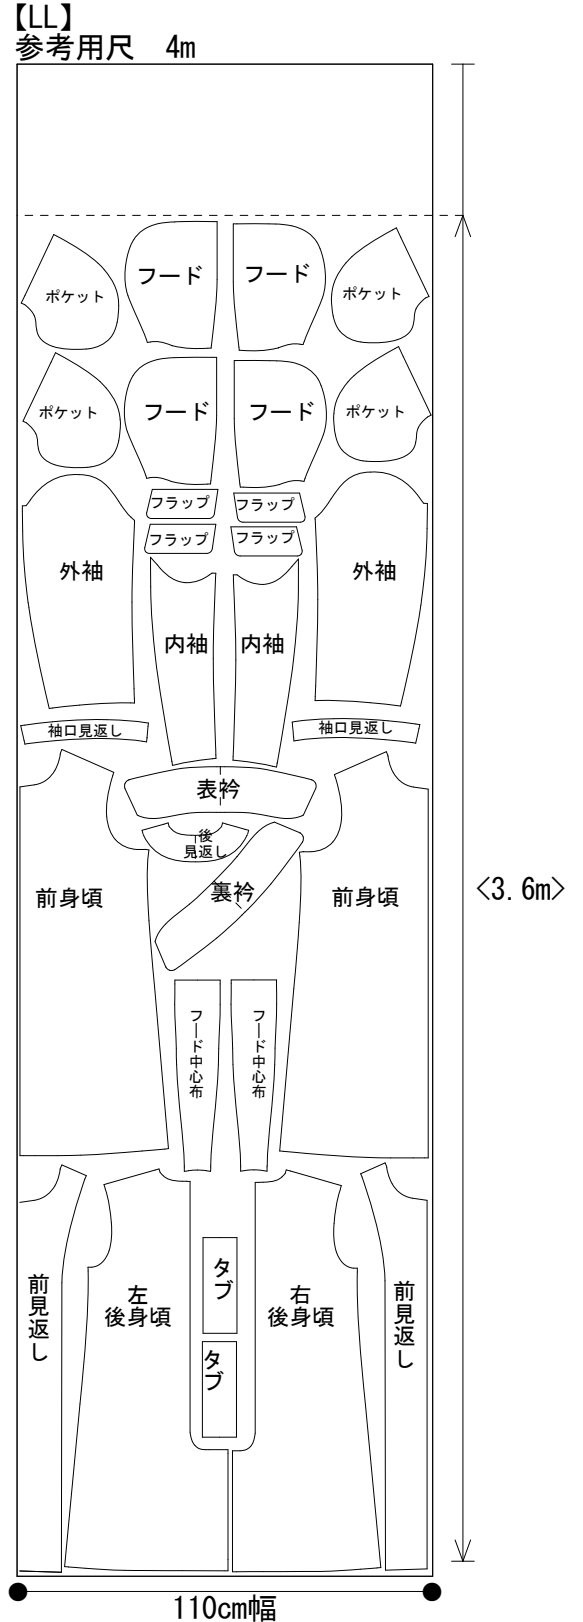 【LL】
参考用尺 4m
フード
フード
ポケット
ポケット
フード
フード
ポケット
ポケット
フラップ
フラップ
フラップ
フラップ
外袖
外袖
内袖
内袖
袖口見返し
袖口見返し
表衿
後
見返し
裏衿
前身頃
前身頃
<3.6m>
フード中心布
フード中心布
タブ
前見返し
左
後身頃
右
後身頃
前見返し
タブ
110cm幅